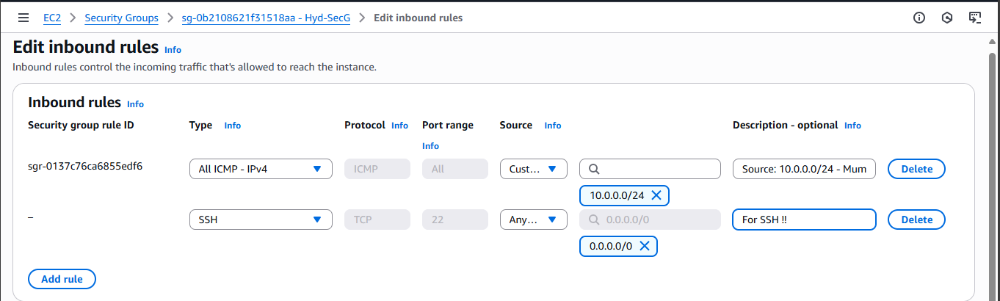 EC2 > Security Groups > sg-0b2108621f31518aa - Hyd-SecG > Edit inbound rules
Edit inbound rules Info
Inbound rules control the incoming traffic that's allowed to reach the instance.
Inbound rules Info
Security group rule ID Type Info Protocol Info Port range Source Info Description - optional Info
Info
sgr-0137c76ca6855edf6 All ICMP - IPv4 ICMP All Cust... Source: 10.0.0.0/24 - Mum Delete
10.0.0.0/24
– SSH TCP 22 Any... 0.0.0.0/0 For SSH !! Delete
0.0.0.0/0
Add rule